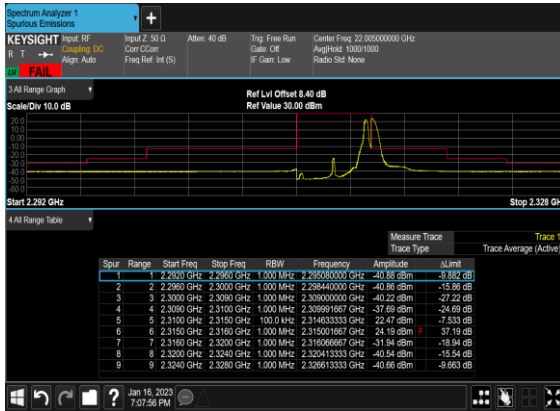 Spectrum Analyzer 1
Spurious Emissions
KEYSIGHT Input: RF Input Z: 50 Ω Atten: 40 dB Trig: Free Run Center Freq: 22.005000000 GHz
R T Coupling: DC Corr CCorr Gate: Off Avg|Hold: 1000/1000
Align: Auto Freq Ref: Int (S) IF Gain: Low Radio Std: None
LXI FAIL
3 All Range Graph Ref Lvl Offset 8.40 dB
Scale/Div 10.0 dB Ref Value 30.00 dBm
20.0
10.0
0.00
-10.0
-20.0
-30.0
-40.0
-50.0
-60.0
Start 2.292 GHz Stop 2.328 GH
4 All Range Table
Measure Trace Trace 1
Trace Type Trace Average (Active)
Spur Range Start Freq Stop Freq RBW Frequency Amplitude ΔLimit
1 1 2.2920 GHz 2.2960 GHz 1.000 MHz 2.295080000 GHz -40.88 dBm -9.882 dB
2 2 2.2960 GHz 2.3000 GHz 1.000 MHz 2.298440000 GHz -40.86 dBm -15.86 dB
3 3 2.3000 GHz 2.3090 GHz 1.000 MHz 2.309000000 GHz -40.22 dBm -27.22 dB
4 4 2.3090 GHz 2.3100 GHz 1.000 MHz 2.309991667 GHz -37.69 dBm -24.69 dB
5 5 2.3100 GHz 2.3150 GHz 100.0 kHz 2.314633333 GHz 22.47 dBm -7.533 dB
6 6 2.3150 GHz 2.3160 GHz 1.000 MHz 2.315001667 GHz 24.19 dBm F 37.19 dB
7 7 2.3160 GHz 2.3200 GHz 1.000 MHz 2.316066667 GHz -31.94 dBm -18.94 dB
8 8 2.3200 GHz 2.3240 GHz 1.000 MHz 2.320413333 GHz -40.54 dBm -15.54 dB
9 9 2.3240 GHz 2.3280 GHz 1.000 MHz 2.326613333 GHz -40.66 dBm -9.663 dB
Jan 16, 2023
7:07:56 PM